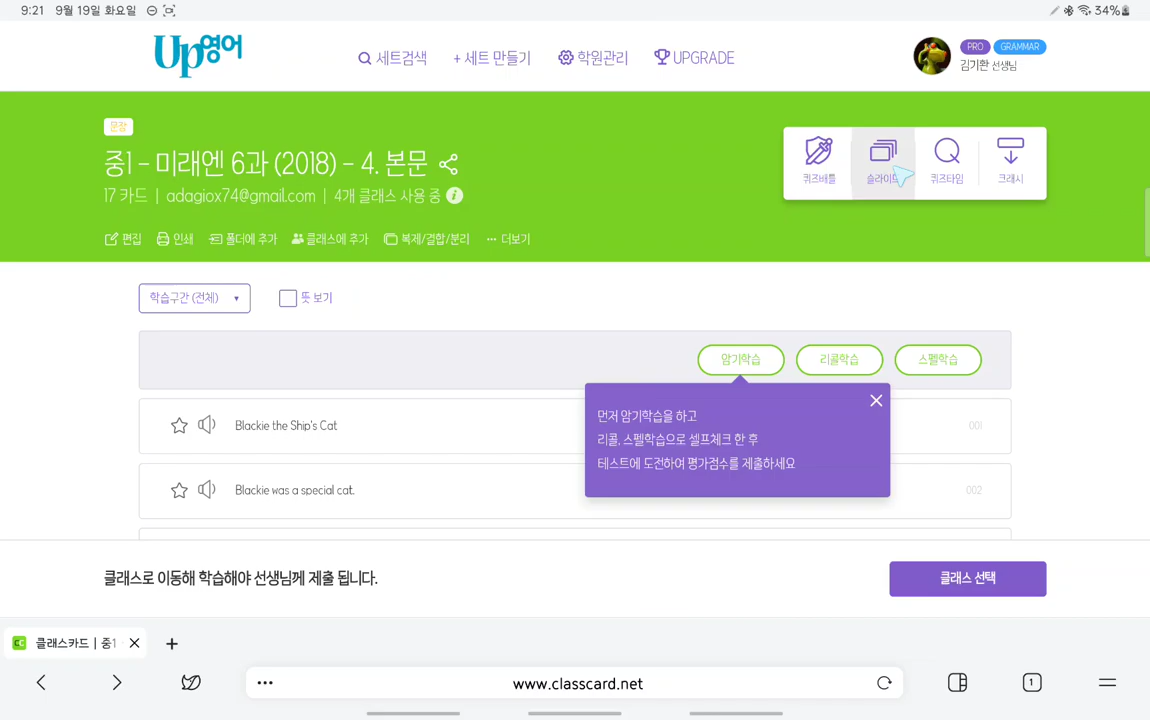 9:21 9월 19일 화요일
34%
Up영어
세트검색
+ 세트 만들기
학원관리
UPGRADE
PRO GRAMMAR
김기환 선생님
문장
중1 - 미래엔 6과 (2018) - 4. 본문
17 카드 | adagiox74@gmail.com | 4개 클래스 사용 중
편집
인쇄
폴더에 추가
클래스에 추가
복제/결합/분리
··· 더보기
퀴즈배틀
슬라이드
퀴즈타임
크래시
학습구간 (전체)
뜻 보기
암기학습
리콜학습
스펠학습
먼저 암기학습을 하고
리콜, 스펠학습으로 셀프체크 한 후
테스트에 도전하여 평가점수를 제출하세요
Blackie the Ship's Cat
001
Blackie was a special cat.
002
클래스로 이동해 학습해야 선생님께 제출 됩니다.
클래스 선택
클래스카드 | 중1
www.classcard.net
1